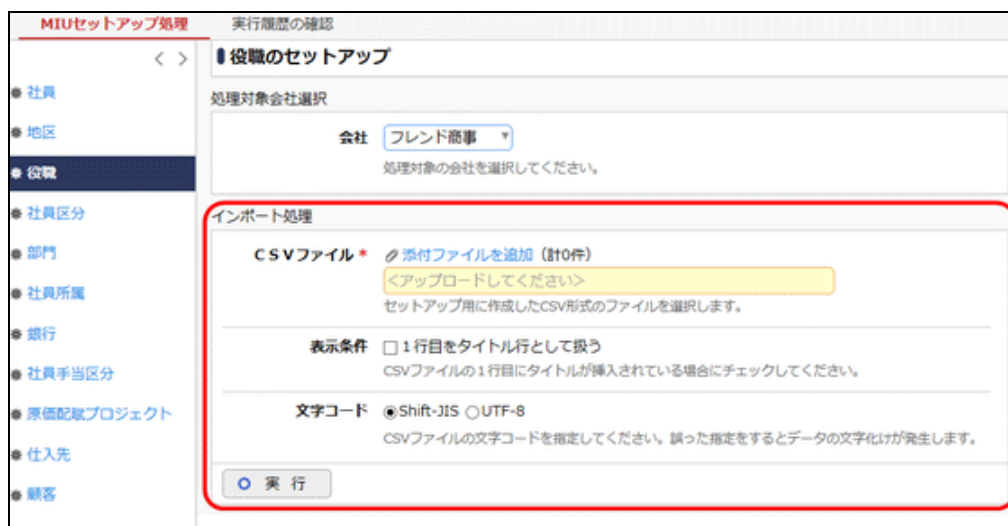 MIUセットアップ処理 実行履歴の確認
< >
社員
地区
役職
社員区分
部門
社員所属
銀行
社員手当区分
原価配賦プロジェクト
仕入先
顧客
役職のセットアップ
処理対象会社選択
会社 フレンド商事
処理対象の会社を選択してください。
インポート処理
CSVファイル * 添付ファイルを追加 (計0件)
<アップロードしてください>
セットアップ用に作成したCSV形式のファイルを選択します。
表示条件 1行目をタイトル行として扱う
CSVファイルの1行目にタイトルが挿入されている場合にチェックしてください。
文字コード Shift-JIS UTF-8
CSVファイルの文字コードを指定してください。誤った指定をするとデータの文字化けが発生します。
実 行